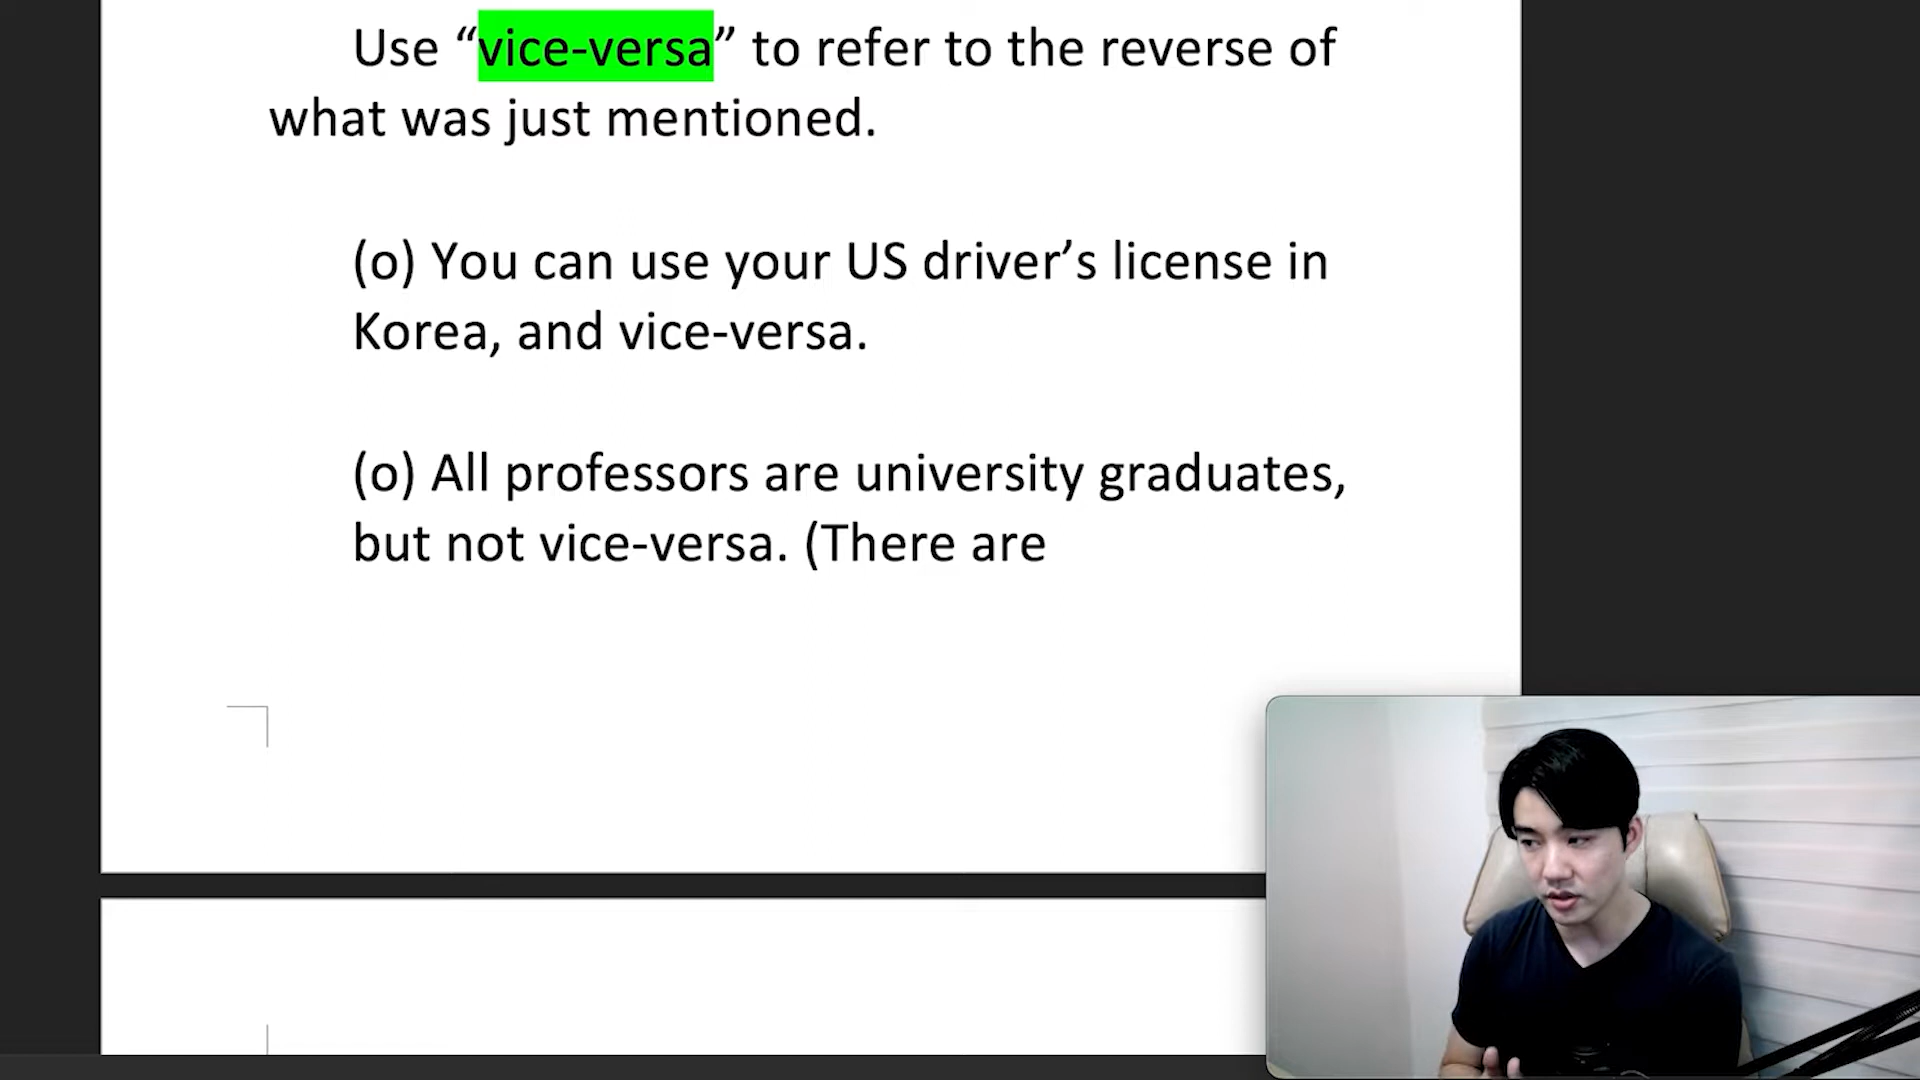 Use “vice-versa” to refer to the reverse of
what was just mentioned.
(o) You can use your US driver’s license in
Korea, and vice-versa.
(o) All professors are university graduates,
but not vice-versa. (There are